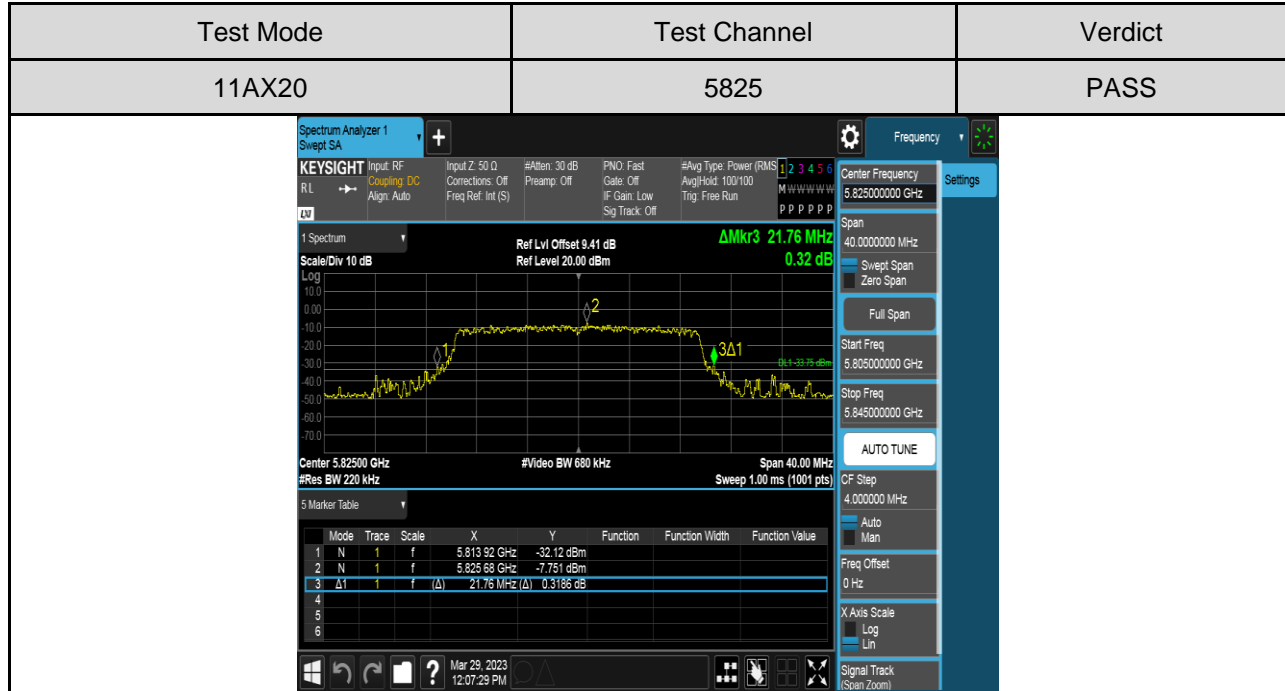 Test Mode Test Channel Verdict
11AX20 5825 PASS
Spectrum Analyzer 1
Swept SA
+
Frequency
KEYSIGHT Input: RF Input Z: 50 Ω #Atten: 30 dB PNO: Fast #Avg Type: Power (RMS 1 2 3 4 5 6
RL Coupling: DC Corrections: Off Preamp: Off Gate: Off Avg|Hold: 100/100 M W W W W W
Align: Auto Freq Ref: Int (S) IF Gain: Low Trig: Free Run
LXI Sig Track: Off P P P P P P
1 Spectrum
Ref Lvl Offset 9.41 dB ΔMkr3 21.76 MHz
Scale/Div 10 dB Ref Level 20.00 dBm 0.32 dB
Log
10.0
0.00
-10.0
-20.0
-30.0
-40.0
-50.0
-60.0
-70.0
2
1
3Δ1
DL1 -33.75 dBm
Center 5.82500 GHz #Video BW 680 kHz Span 40.00 MHz
#Res BW 220 kHz Sweep 1.00 ms (1001 pts)
5 Marker Table
Mode Trace Scale X Y Function Function Width Function Value
1 N 1 f 5.813 92 GHz -32.12 dBm
2 N 1 f 5.825 68 GHz -7.751 dBm
3 Δ1 1 f (Δ) 21.76 MHz (Δ) 0.3186 dB
4
5
6
?
Mar 29, 2023
12:07:29 PM
Settings
Center Frequency
5.825000000 GHz
Span
40.0000000 MHz
Swept Span
Zero Span
Full Span
Start Freq
5.805000000 GHz
Stop Freq
5.845000000 GHz
AUTO TUNE
CF Step
4.000000 MHz
Auto
Man
Freq Offset
0 Hz
X Axis Scale
Log
Lin
Signal Track
(Span Zoom)